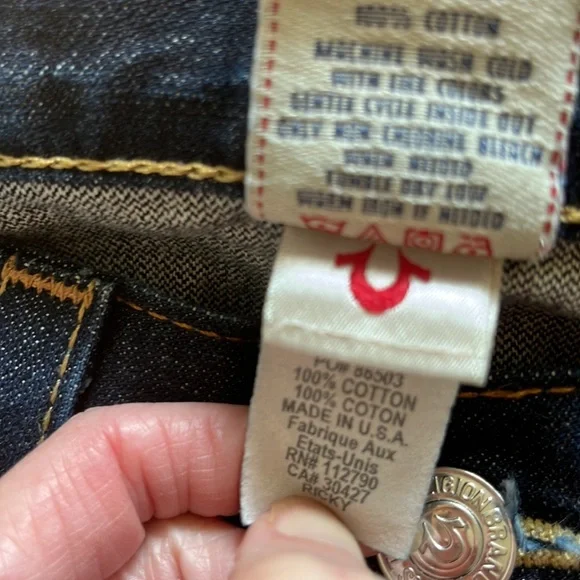 100% COTTON
MACHINE WASH COLD
WITH LIKE COLORS
GENTLE CYCLE INSIDE OUT
ONLY NON-CHLORINE BLEACH
WHEN NEEDED
TUMBLE DRY LOW
WARM IRON IF NEEDED
PO# 86503
100% COTTON
100% COTON
MADE IN U.S.A.
Fabrique Aux
Etats-Unis
RN# 112790
CA# 30427
RICKY
RELIGION BRAND